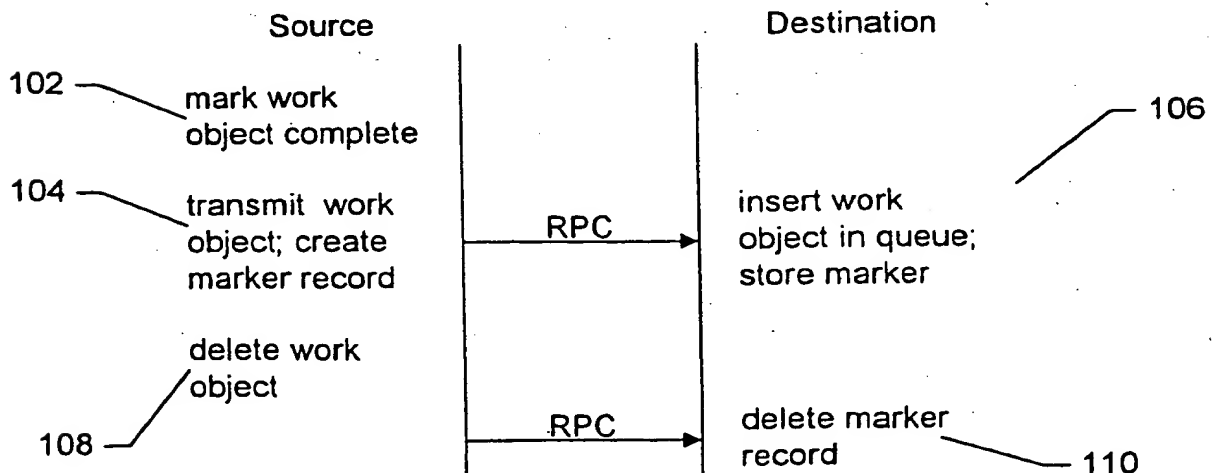 Source
Destination
102
mark work
object complete
106
104
transmit work
object; create
marker record
RPC
insert work
object in queue;
store marker
delete work
object
108
RPC
delete marker
record
110